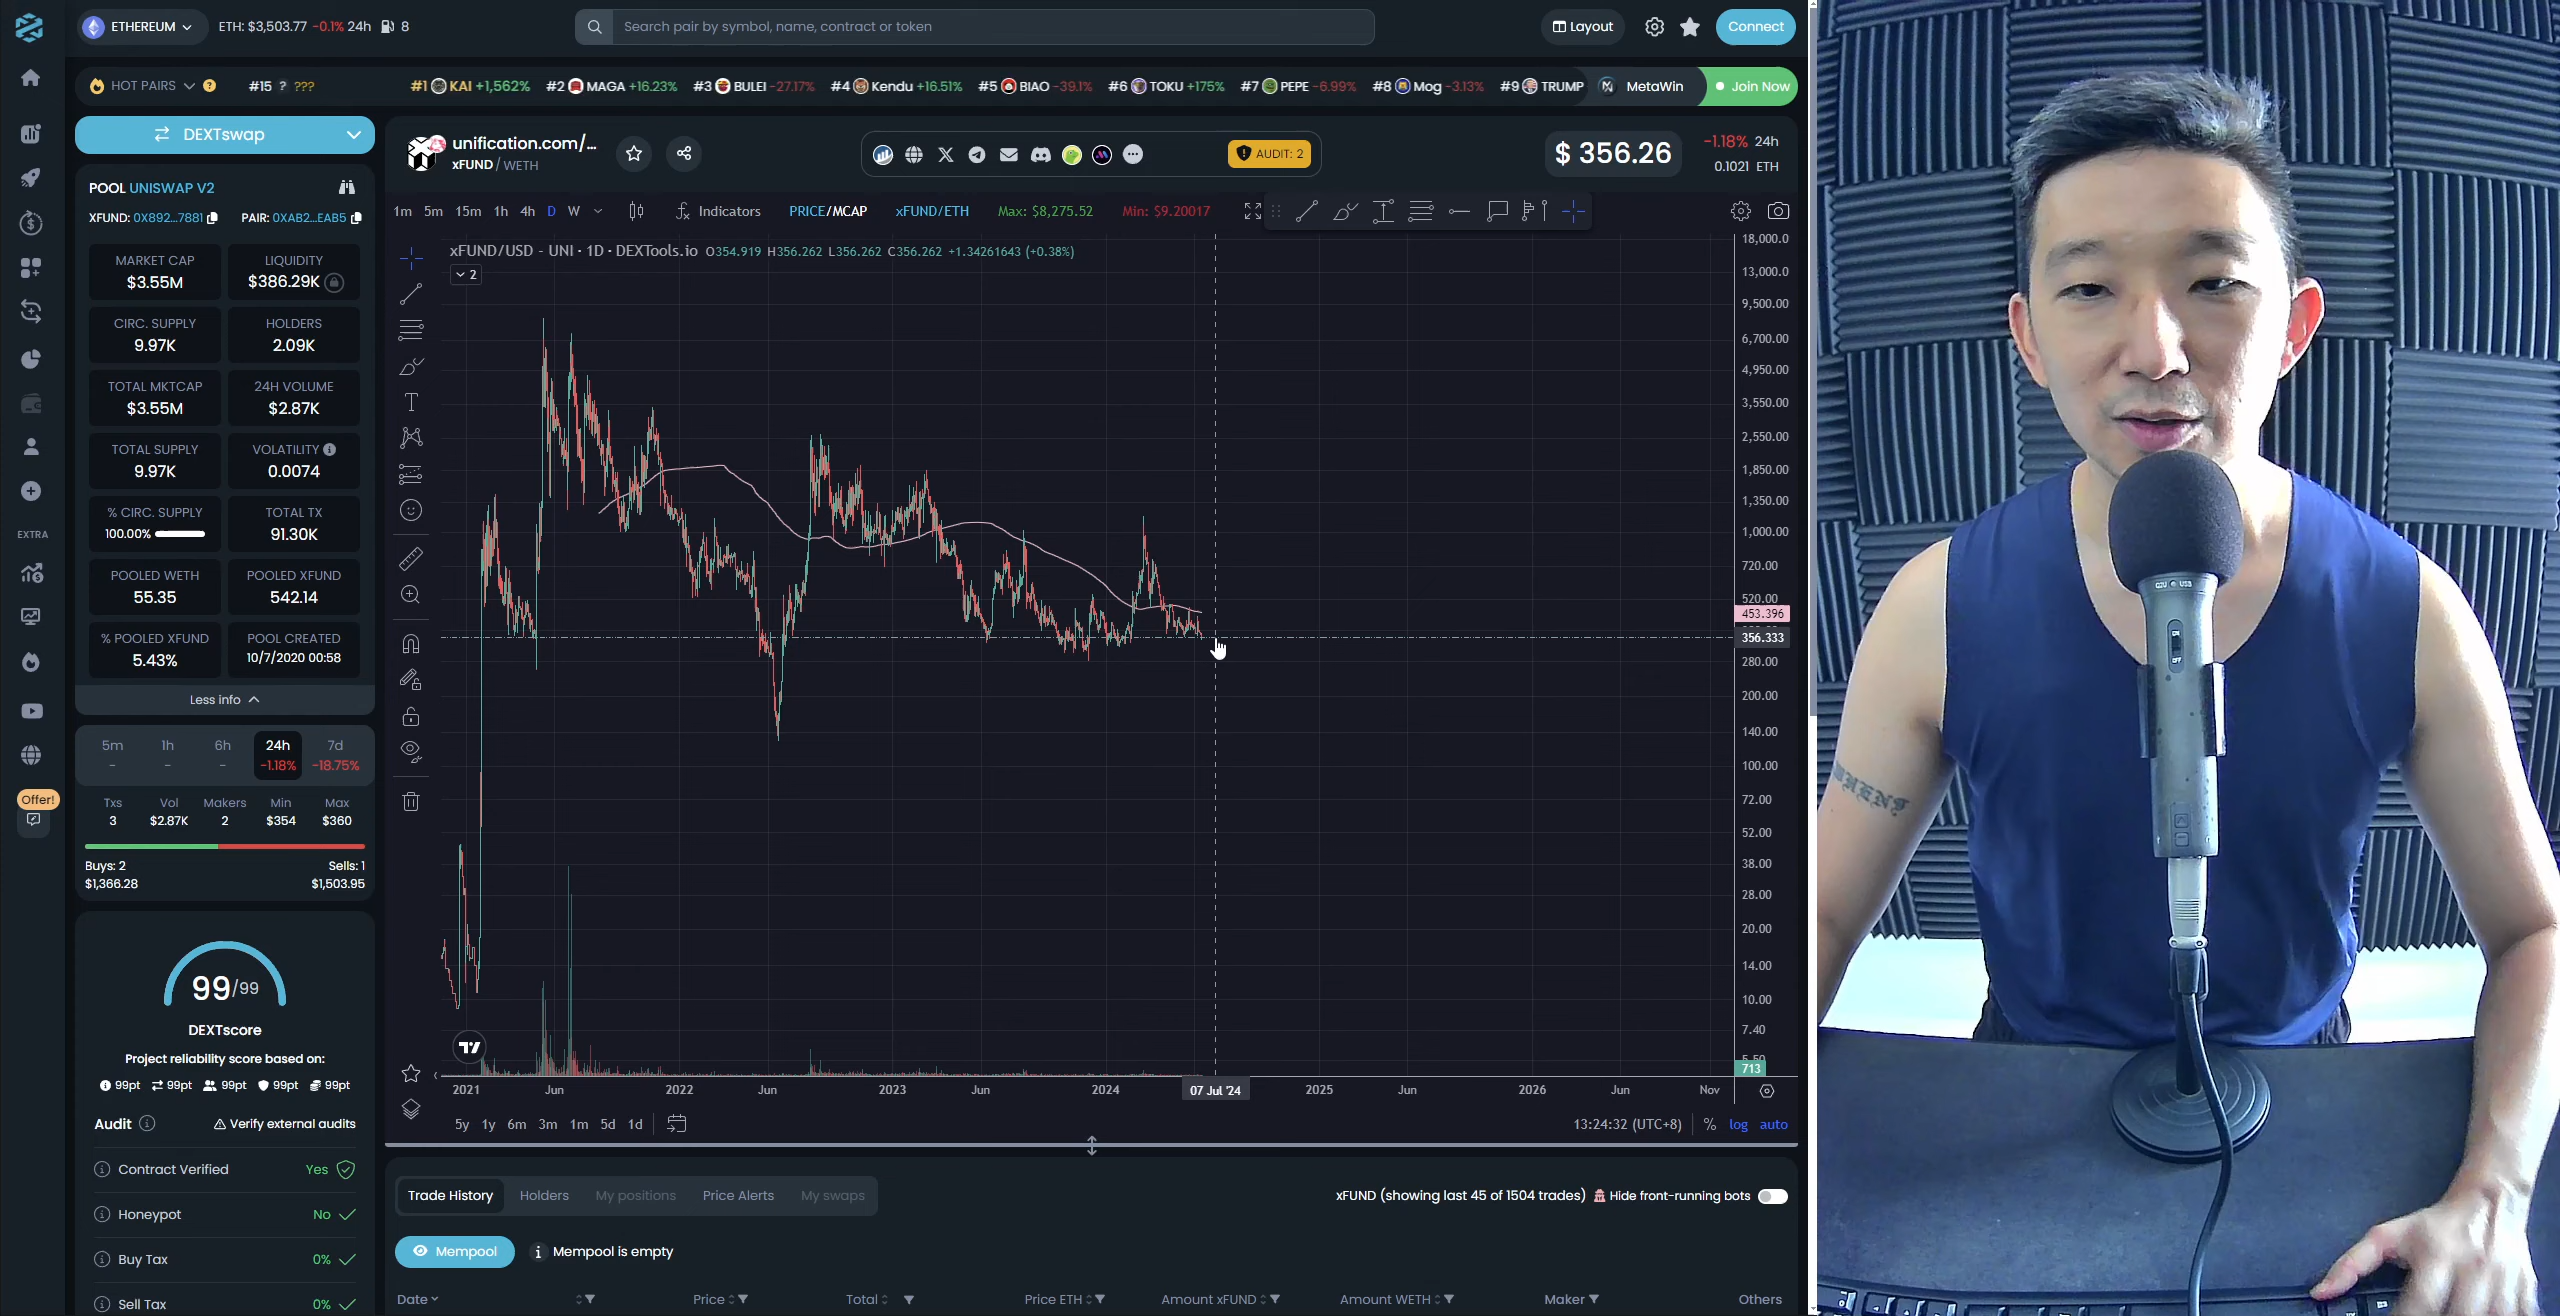 ETHEREUM
ETH: $3,503.77 -0.1% 24h 8
Search pair by symbol, name, contract or token
Layout
Connect
HOT PAIRS ?
#15 ? ???
#1 KAI +1,562% #2 MAGA +16.23% #3 BULEI -27.17% #4 Kendu +16.51% #5 BIAO -39.1% #6 TOKU +175% #7 PEPE -6.99% #8 Mog -3.13% #9 TRUMP
MetaWin
Join Now
DEXTswap
POOL UNISWAP V2
XFUND: 0X892...7881 PAIR: 0XAB2...EAB5
MARKET CAP
$3.55M
LIQUIDITY
$386.29K
CIRC. SUPPLY
9.97K
HOLDERS
2.09K
TOTAL MKTCAP
$3.55M
24H VOLUME
$2.87K
TOTAL SUPPLY
9.97K
VOLATILITY
0.0074
% CIRC. SUPPLY
100.00%
TOTAL TX
91.30K
POOLED WETH
55.35
POOLED XFUND
542.14
% POOLED XFUND
5.43%
POOL CREATED
10/7/2020 00:58
Less info
5m 1h 6h 24h 7d
- - - -1.18% -18.75%
Txs Vol Makers Min Max
3 $2.87K 2 $354 $360
Buys: 2 Sells: 1
$1,366.28 $1,503.95
99/99
DEXTscore
Project reliability score based on:
99pt 99pt 99pt 99pt 99pt
Audit Verify external audits
Contract Verified Yes
Honeypot No
Buy Tax 0%
Sell Tax 0%
EXTRA
Offer!
unification.com/...
xFUND / WETH
AUDIT: 2
$ 356.26
-1.18% 24h
0.1021 ETH
1m 5m 15m 1h 4h D W
Indicators
PRICE/MCAP
xFUND/ETH
Max: $8,275.52
Min: $9.20017
xFUND/USD - UNI · 1D · DEXTools.io O354.919 H356.262 L356.262 C356.262 +1.34261643 (+0.38%)
2
18,000.0
13,000.0
9,500.00
6,700.00
4,950.00
3,550.00
2,550.00
1,850.00
1,350.00
1,000.00
720.00
520.00
453.396
356.333
280.00
200.00
140.00
100.00
72.00
52.00
38.00
28.00
20.00
14.00
10.00
7.40
5.50
713
2021 Jun 2022 Jun 2023 Jun 2024 07 Jul '24 2025 Jun 2026 Jun Nov
5y 1y 6m 3m 1m 5d 1d
13:24:32 (UTC+8) % log auto
Trade History Holders My positions Price Alerts My swaps
xFUND (showing last 45 of 1504 trades) Hide front-running bots
Mempool
Mempool is empty
Date Price Total Price ETH Amount xFUND Amount WETH Maker Others